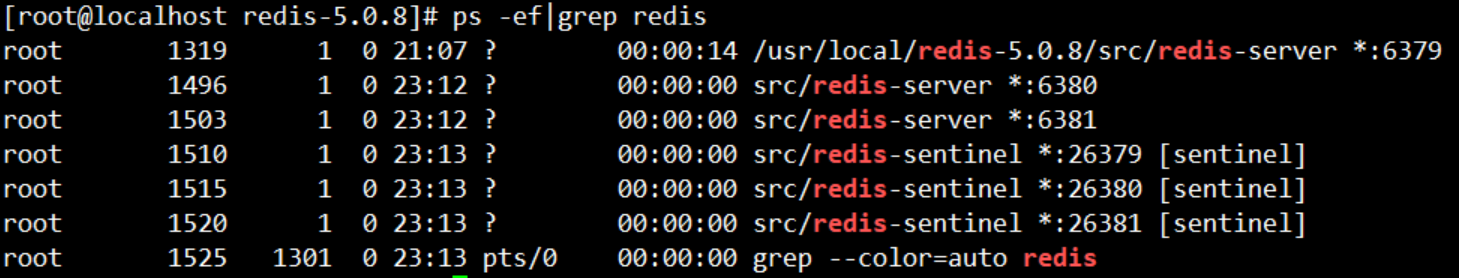 [root@localhost redis-5.0.8]# ps -ef|grep redis
root       1319      1  0 21:07 ?        00:00:14 /usr/local/redis-5.0.8/src/redis-server *:6379
root       1496      1  0 23:12 ?        00:00:00 src/redis-server *:6380
root       1503      1  0 23:12 ?        00:00:00 src/redis-server *:6381
root       1510      1  0 23:13 ?        00:00:00 src/redis-sentinel *:26379 [sentinel]
root       1515      1  0 23:13 ?        00:00:00 src/redis-sentinel *:26380 [sentinel]
root       1520      1  0 23:13 ?        00:00:00 src/redis-sentinel *:26381 [sentinel]
root       1525   1301  0 23:13 pts/0    00:00:00 grep --color=auto redis